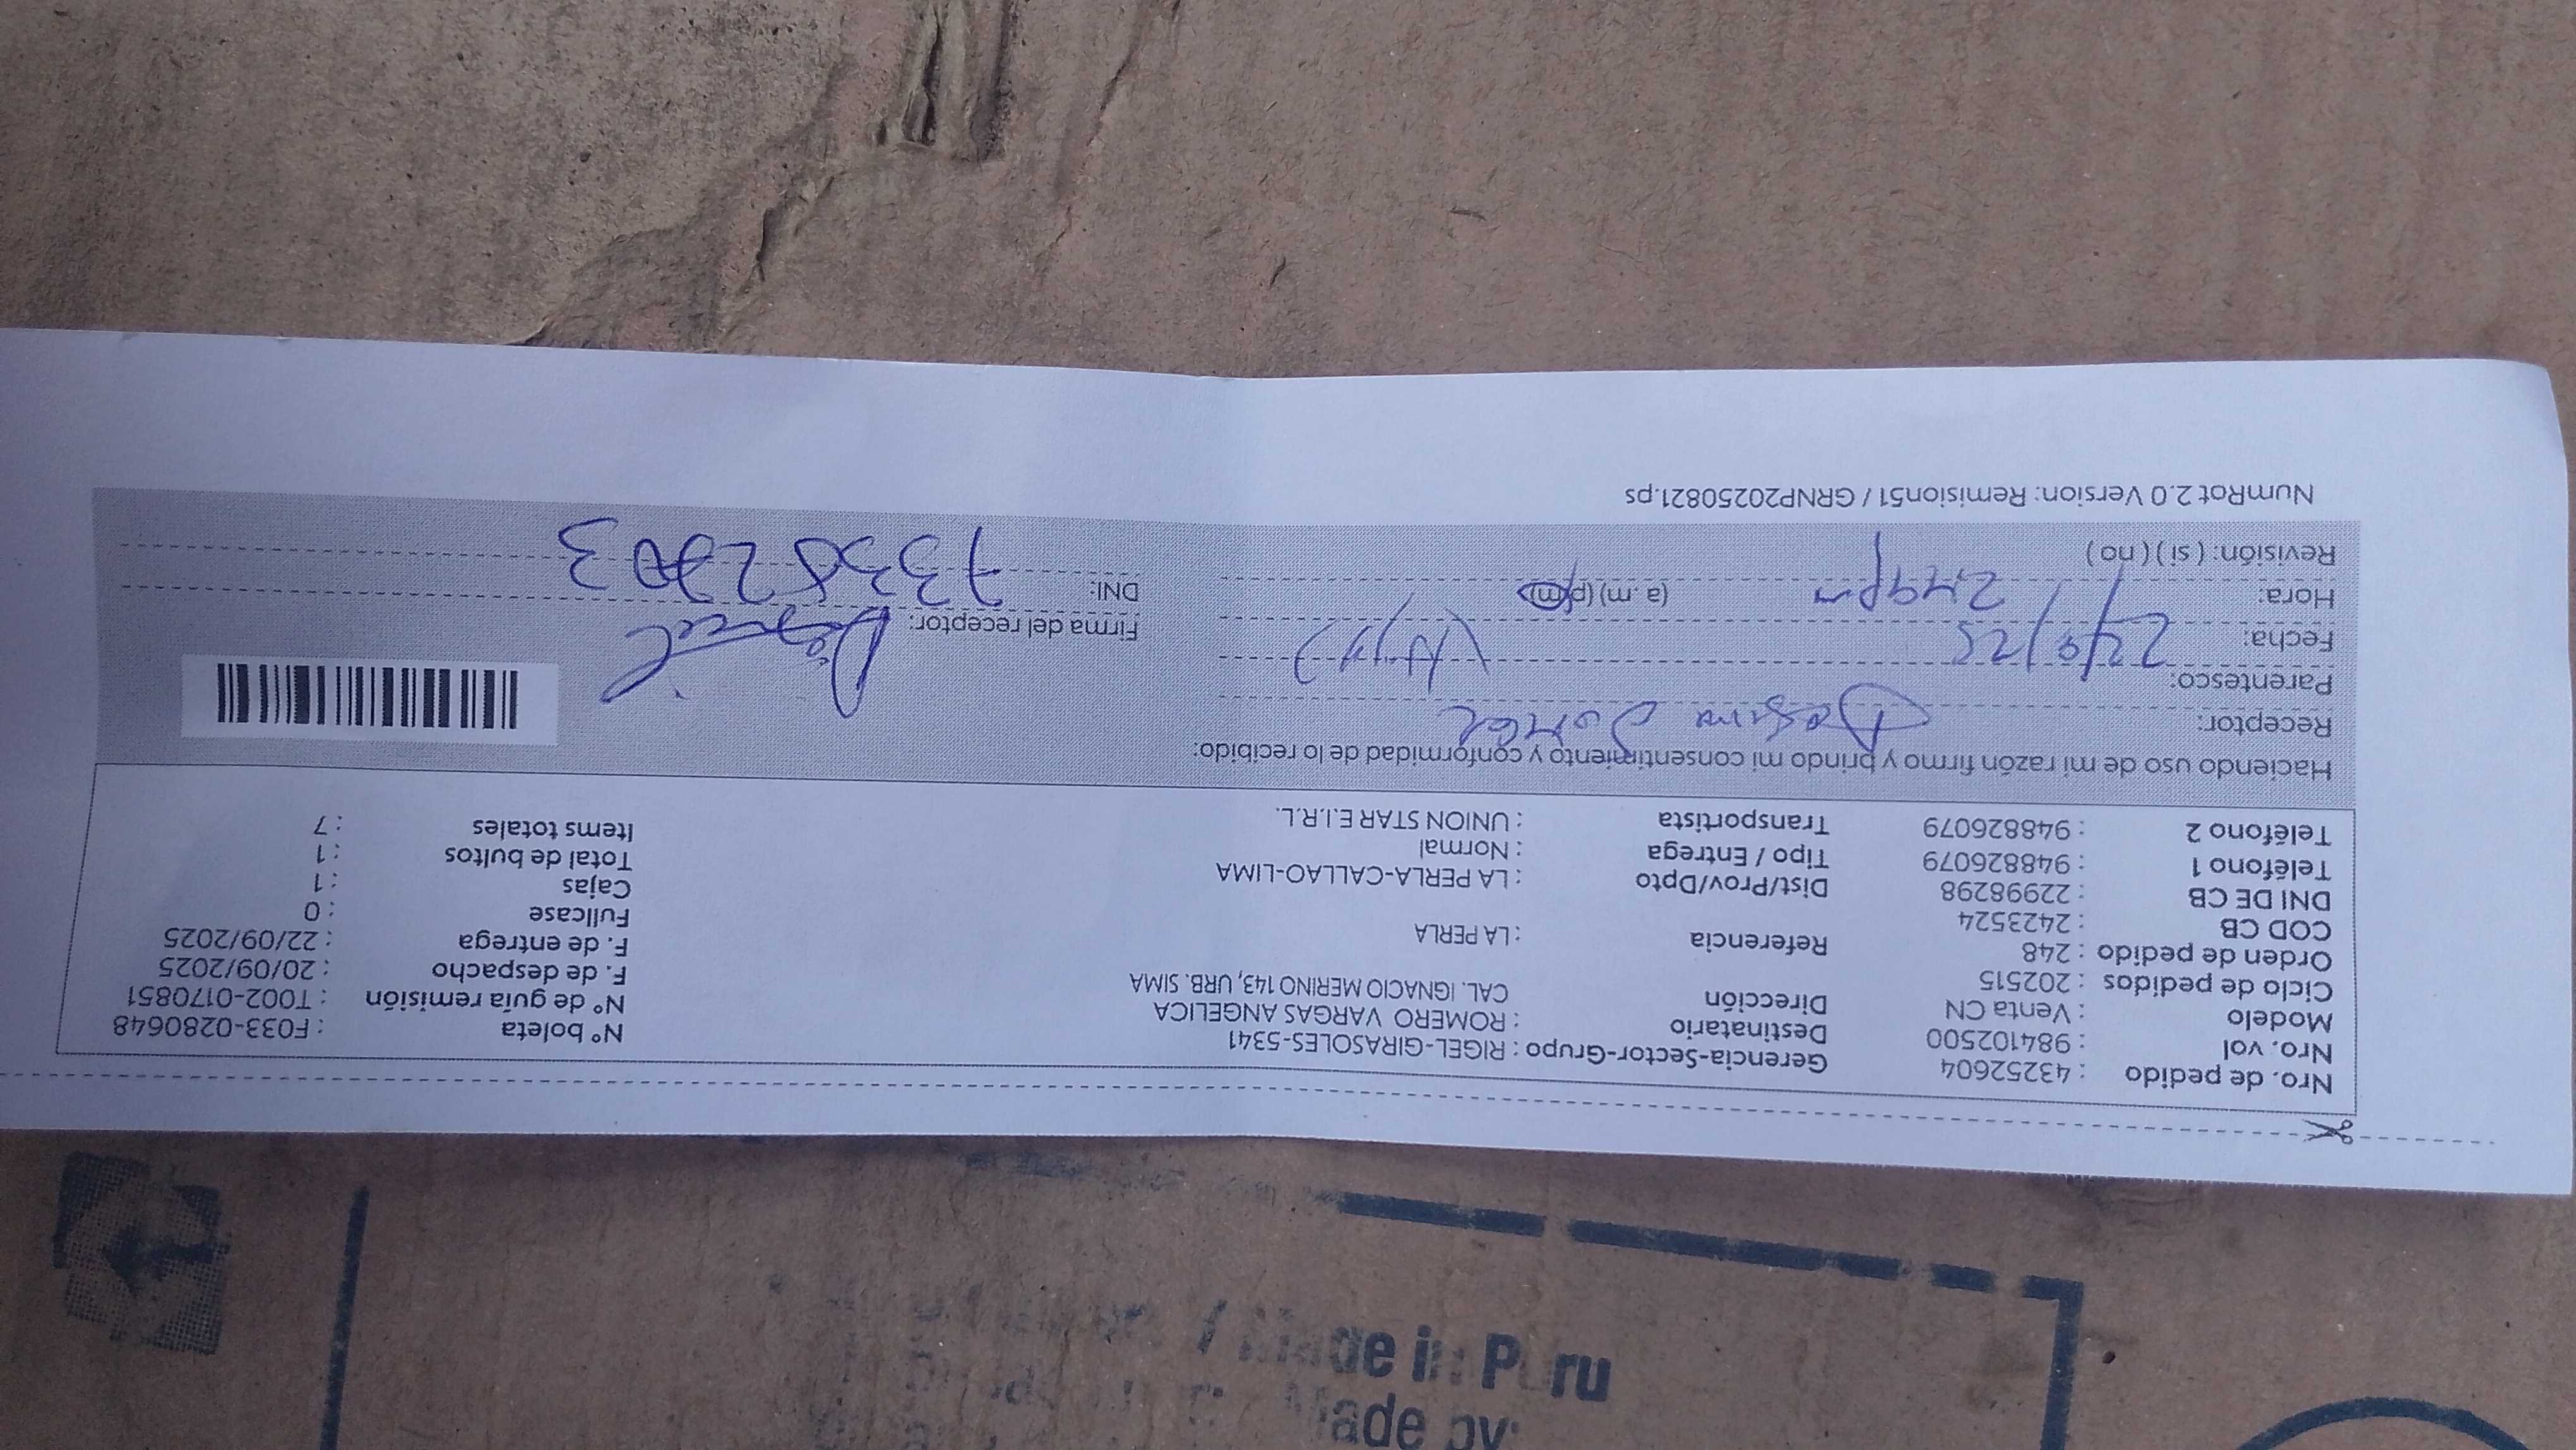 Nro. de pedido : 43252604 Gerencia-Sector-Grupo : RIGEL-GIRASOLES-5341 Nº boleta : F033-0280648
Nro. vol : 984102500 Destinatario : ROMERO VARGAS ANGELICA Nº de guía remisión : T002-0170851
Modelo : Venta CN Dirección CAL. IGNACIO MERINO 143, URB. SIMA F. de despacho : 20/09/2025
Ciclo de pedidos : 202515 F. de entrega : 22/09/2025
Orden de pedido : 248 Referencia : LA PERLA Fullcase : 0
COD CB : 2423524 Cajas : 1
DNI DE CB : 22998298 Dist/Prov/Dpto : LA PERLA-CALLAO-LIMA Total de bultos : 1
Teléfono 1 : 948826079 Tipo / Entrega : Normal Items totales : 7
Teléfono 2 : 948826079 Transportista : UNION STAR E.I.R.L.
Haciendo uso de mi razón firmo y brindo mi consentimiento y conformidad de lo recibido:
Receptor:
Parentesco:
Fecha: Firma del receptor:
Hora: 2:49pm (a.m) (p.m) DNI:
Revisión: ( si ) ( no )
NumRot 2.0 Version: Remision51 / GRNP20250821.ps
/ Made in Peru
Made by: